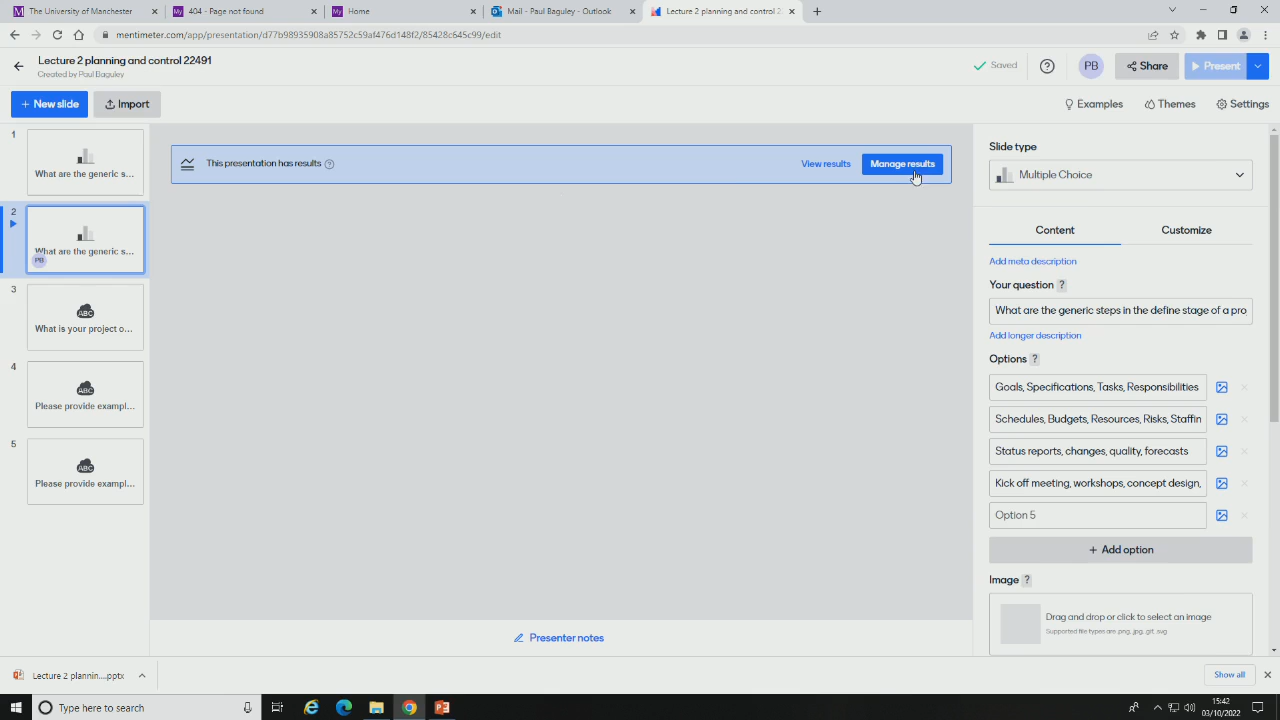 The University of Manchester
404 - Page not found
Home
Mail - Paul Baguley - Outlook
Lecture 2 planning and control 2
mentimeter.com/app/presentation/d77b98935908a85752c59af476d148f2/85428c645c99/edit
Lecture 2 planning and control 22491
Created by Paul Baguley
Saved
PB
Share
Present
+ New slide
Import
Examples
Themes
Settings
1
What are the generic s...
2
What are the generic s...
PB
3
ABC
What is your project o...
4
ABC
Please provide exampl...
5
ABC
Please provide exampl...
This presentation has results ?
View results
Manage results
Presenter notes
Slide type
Multiple Choice
Content
Customize
Add meta description
Your question ?
What are the generic steps in the define stage of a pro
Add longer description
Options ?
Goals, Specifications, Tasks, Responsibilities
Schedules, Budgets, Resources, Risks, Staffin
Status reports, changes, quality, forecasts
Kick off meeting, workshops, concept design,
Option 5
+ Add option
Image ?
Drag and drop or click to select an image
Supported file types are .png, .jpg, .gif, .svg
Lecture 2 plannin....pptx
Show all
Type here to search
15:42
03/10/2022